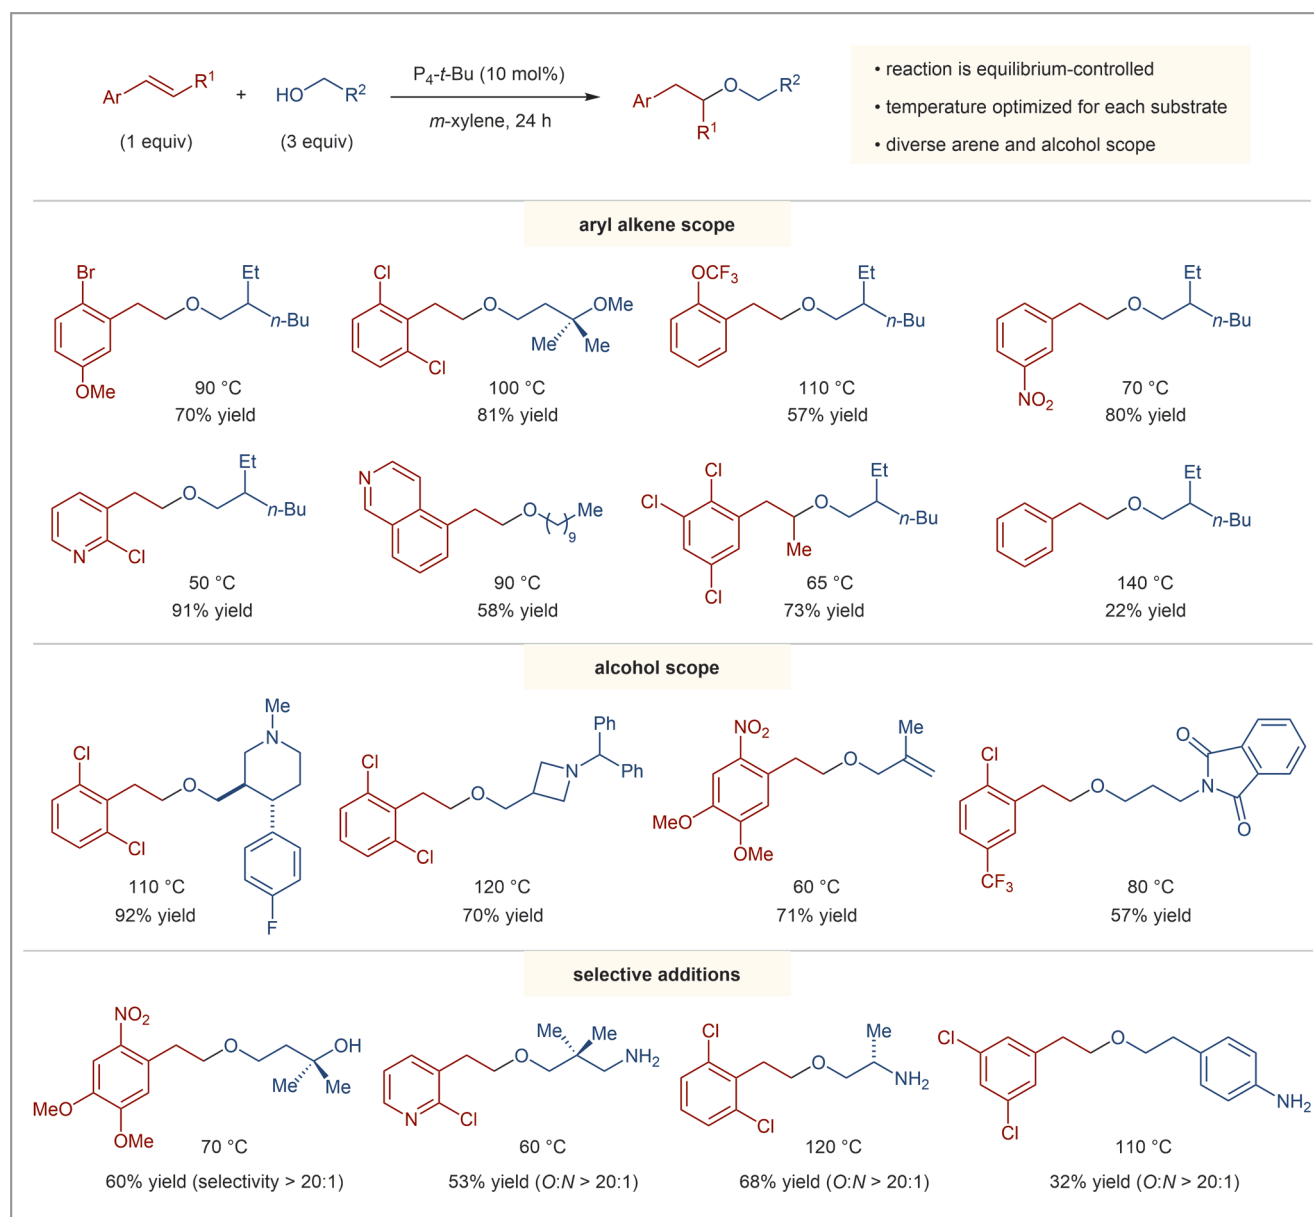 Ar
R¹
+
HO
R²
P₄-t-Bu (10 mol%)
m-xylene, 24 h
Ar
O
R²
R¹
(1 equiv)
(3 equiv)
• reaction is equilibrium-controlled
• temperature optimized for each substrate
• diverse arene and alcohol scope
aryl alkene scope
Br
O
Et
n-Bu
OMe
90 °C
70% yield
Cl
O
OMe
Me
Me
Cl
100 °C
81% yield
OCF₃
O
Et
n-Bu
110 °C
57% yield
O
Et
n-Bu
NO₂
70 °C
80% yield
Et
O
n-Bu
N
Cl
50 °C
91% yield
N
O
Me
9
90 °C
58% yield
Cl
Cl
O
Et
n-Bu
Me
Cl
65 °C
73% yield
Et
O
n-Bu
140 °C
22% yield
alcohol scope
Me
N
Cl
O
Cl
F
110 °C
92% yield
Ph
Ph
N
Cl
O
Cl
120 °C
70% yield
NO₂
O
Me
MeO
OMe
60 °C
71% yield
Cl
O
N
O
O
CF₃
80 °C
57% yield
selective additions
NO₂
O
OH
Me
Me
MeO
OMe
70 °C
60% yield (selectivity > 20:1)
Me
Me
O
NH₂
N
Cl
60 °C
53% yield (O:N > 20:1)
Cl
Me
O
NH₂
Cl
120 °C
68% yield (O:N > 20:1)
Cl
O
Cl
NH₂
110 °C
32% yield (O:N > 20:1)